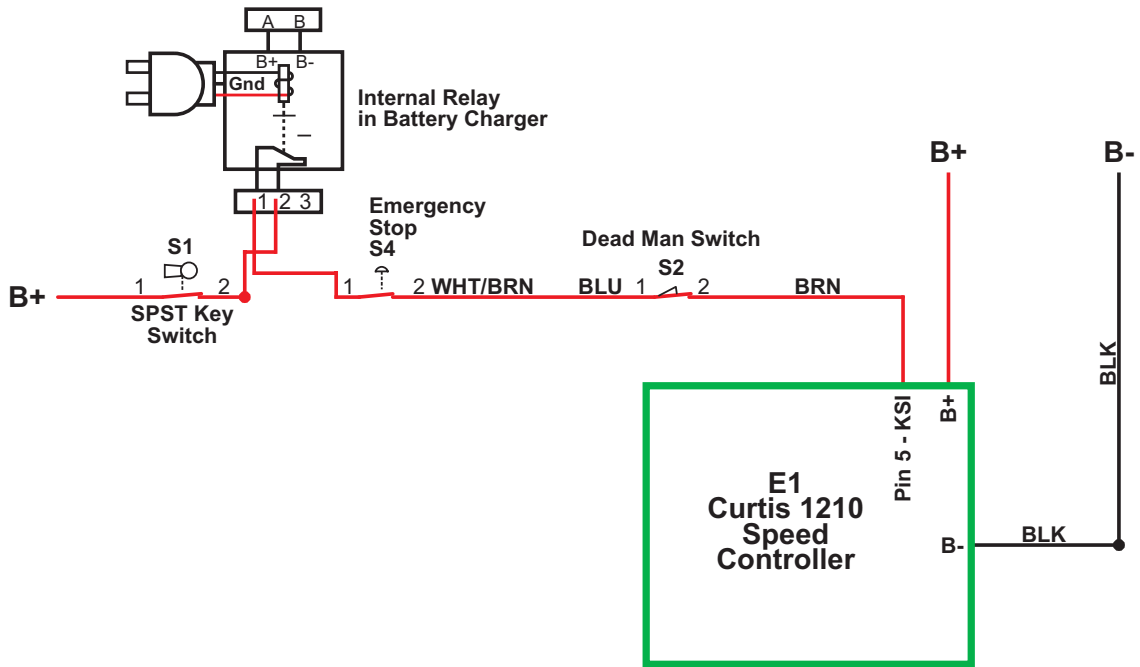 A B
B+ B-
Gnd
Internal Relay
in Battery Charger
1 2 3
B+
B-
Emergency
Stop
S4
Dead Man Switch
S2
S1
B+
1 2
SPST Key
Switch
1 2 WHT/BRN
BLU 1 2 BRN
BLK
Pin 5 - KSI
B+
E1
Curtis 1210
Speed
Controller
B-
BLK